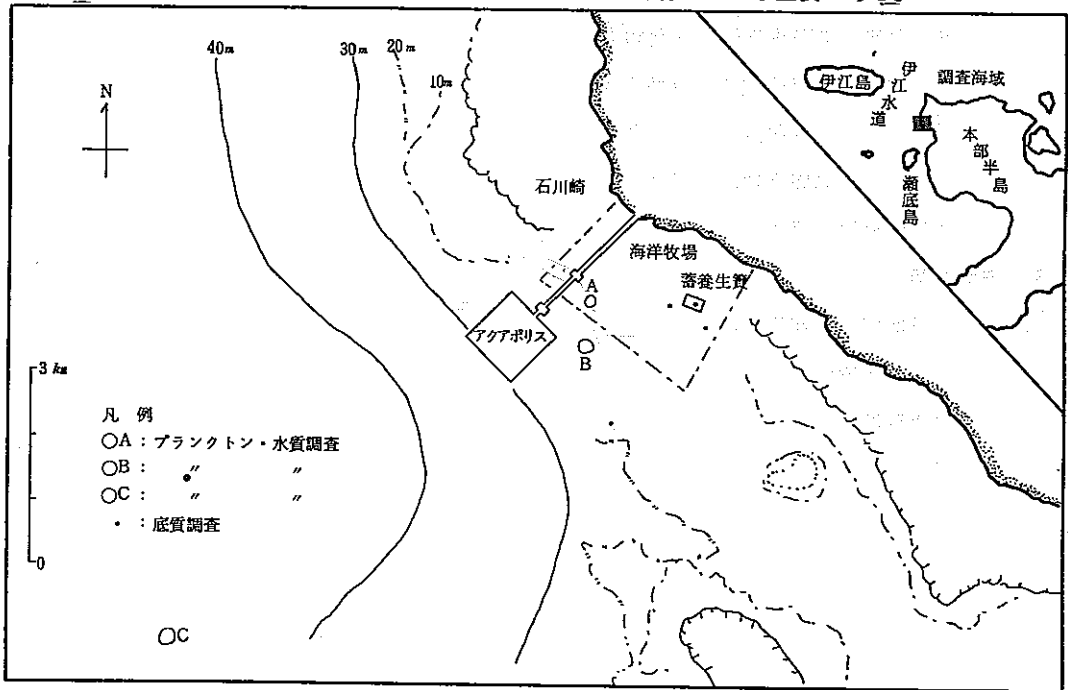 40m
30m
20m
10m
N
石川崎
海洋牧場
蓄養生簀
A
アクアポリス
B
3 km
0
凡 例
○A : プランクトン・水質調査
○B : 〃 〃
○C : 〃 〃
・ : 底質調査
C
伊江島
伊江水道
調査海域
本部半島
瀬底島